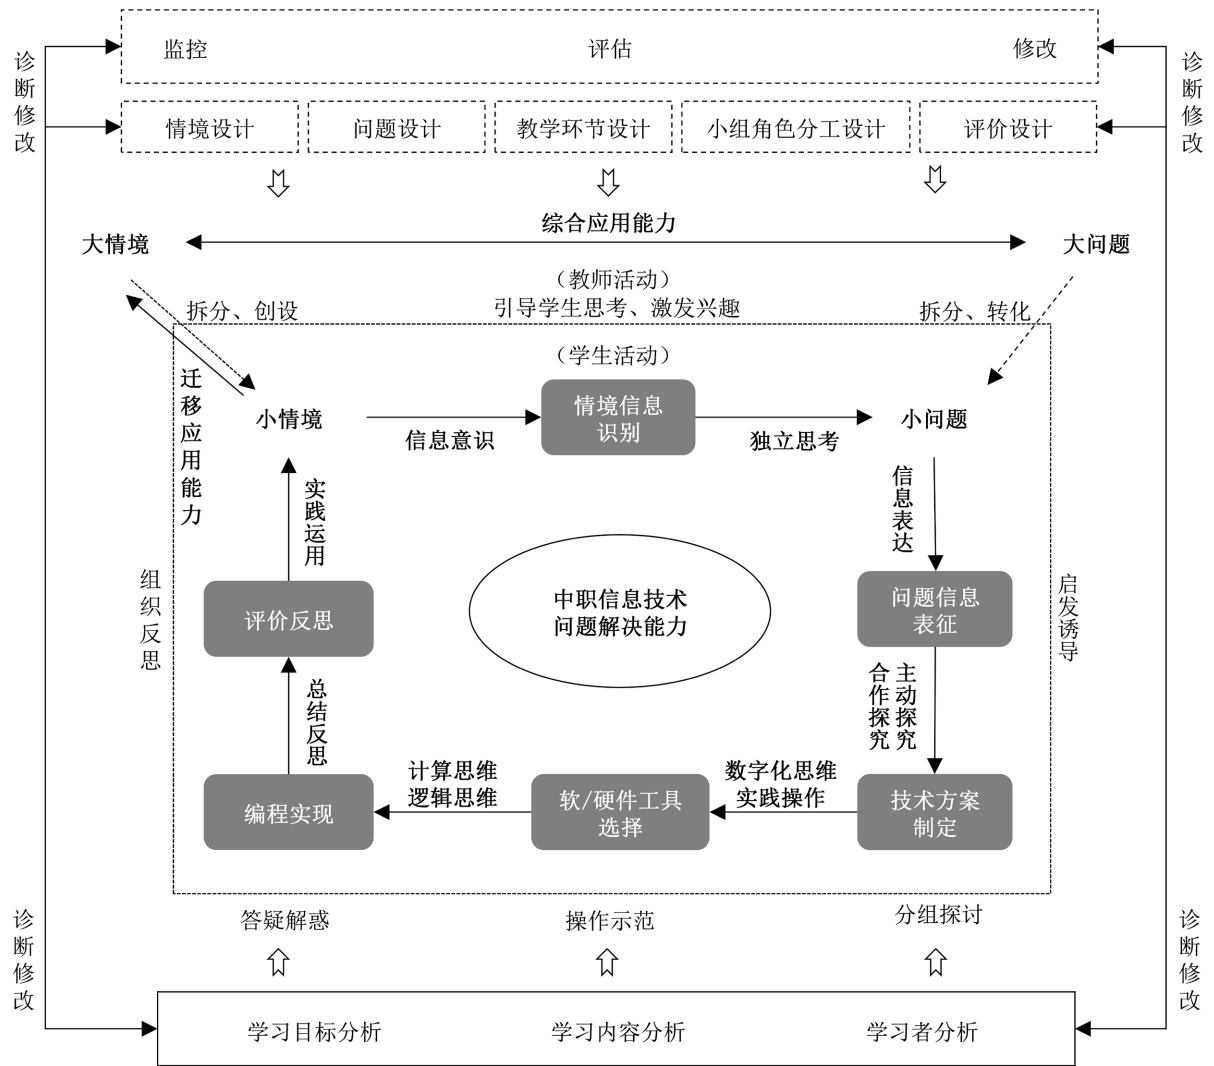 监控
评估
修改
诊断修改
诊断修改
情境设计
问题设计
教学环节设计
小组角色分工设计
评价设计
综合应用能力
大情境
大问题
（教师活动）
引导学生思考、激发兴趣
拆分、创设
拆分、转化
（学生活动）
迁移应用能力
小情境
信息意识
情境信息
识别
独立思考
小问题
实践运用
信息表达
组织反思
启发诱导
评价反思
中职信息技术
问题解决能力
问题信息
表征
总结反思
主动探究
合作探究
编程实现
计算思维
逻辑思维
软/硬件工具
选择
数字化思维
实践操作
技术方案
制定
答疑解惑
操作示范
分组探讨
诊断修改
诊断修改
学习目标分析
学习内容分析
学习者分析